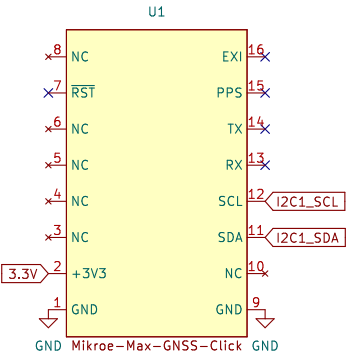 U1
8 NC EXI 16
7 RST PPS 15
6 NC TX 14
5 NC RX 13
4 NC SCL 12 I2C1_SCL
3 NC SDA 11 I2C1_SDA
3.3V 2 +3V3 NC 10
1 GND GND 9
GND Mikroe-Max-GNSS-Click GND